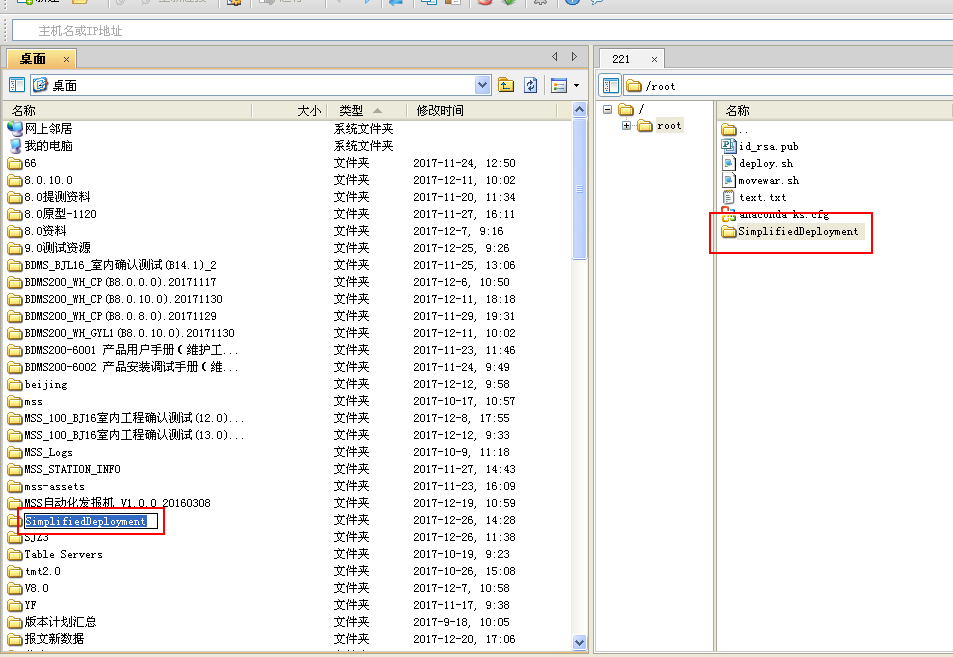 主机名或IP地址
桌面 ×
221 ×
桌面
/root
名称 大小 类型 修改时间
网上邻居 系统文件夹
我的电脑 系统文件夹
66 文件夹 2017-11-24, 12:50
8.0.10.0 文件夹 2017-12-11, 10:02
8.0提测资料 文件夹 2017-11-20, 11:34
8.0原型-1120 文件夹 2017-11-27, 16:11
8.0资料 文件夹 2017-12-7, 9:16
9.0测试资源 文件夹 2017-12-25, 9:26
BDMS_BJL16_室内确认测试(B14.1)_2 文件夹 2017-11-25, 13:06
BDMS200_WH_CP(B8.0.0.0).20171117 文件夹 2017-12-6, 10:50
BDMS200_WH_CP(B8.0.10.0).20171130 文件夹 2017-12-11, 18:18
BDMS200_WH_CP(B8.0.8.0).20171129 文件夹 2017-11-29, 19:31
BDMS200_WH_GYL1(B8.0.10.0).20171130 文件夹 2017-12-11, 10:02
BDMS200-6001 产品用户手册(维护工... 文件夹 2017-11-23, 11:46
BDMS200-6002 产品安装调试手册(维... 文件夹 2017-11-24, 9:49
beijing 文件夹 2017-12-12, 9:58
mss 文件夹 2017-10-17, 10:57
MSS_100_BJ16室内工程确认测试(12.0)... 文件夹 2017-12-8, 17:55
MSS_100_BJ16室内工程确认测试(13.0)... 文件夹 2017-12-12, 9:33
MSS_Logs 文件夹 2017-10-9, 11:18
MSS_STATION_INFO 文件夹 2017-11-27, 14:43
mss-assets 文件夹 2017-11-23, 16:09
MSS自动化发报机_V1.0.0_20160308 文件夹 2017-12-19, 10:59
SimplifiedDeployment 文件夹 2017-12-26, 14:28
SJZ3 文件夹 2017-12-26, 11:38
Table Servers 文件夹 2017-10-19, 9:23
tmt2.0 文件夹 2017-10-26, 15:08
V8.0 文件夹 2017-12-7, 10:58
YF 文件夹 2017-11-17, 9:38
版本计划汇总 文件夹 2017-9-18, 10:05
报文新数据 文件夹 2017-12-20, 17:06
/
root
名称
..
id_rsa.pub
deploy.sh
movewar.sh
text.txt
anaconda-ks.cfg
SimplifiedDeployment